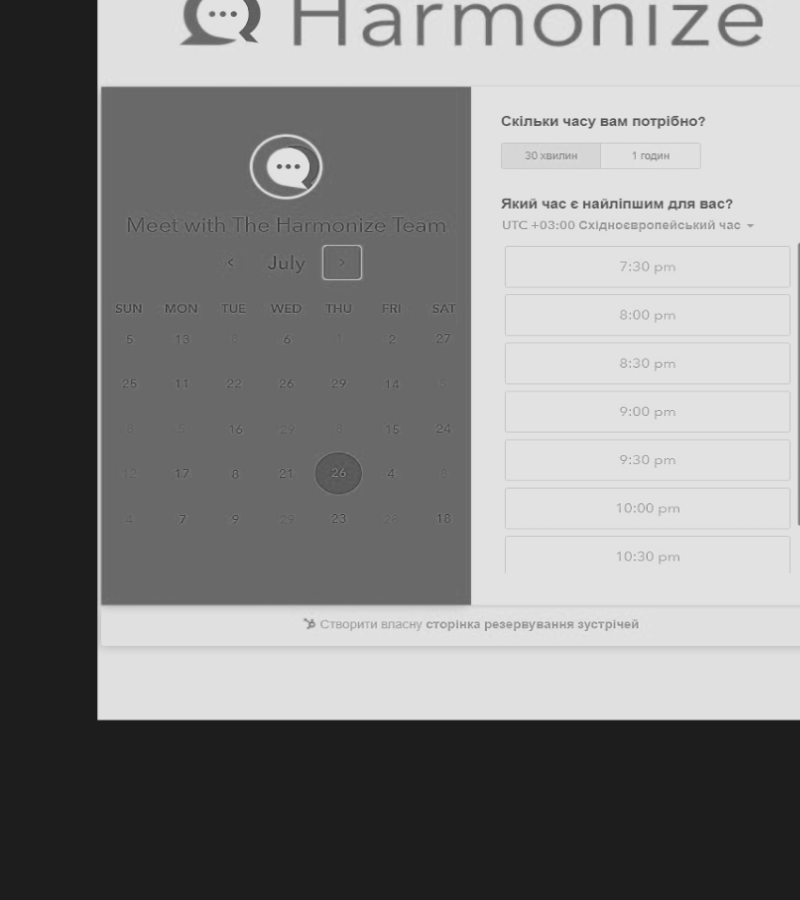 Harmonize
Meet with The Harmonize Team
July
SUN MON TUE WED THU FRI SAT
5 13 8 6 1 2 27
25 11 22 26 29 14 5
8 5 16 29 8 15 24
12 17 8 21 26 4 3
4 7 9 29 23 26 18
Скільки часу вам потрібно?
30 хвилин 1 годин
Який час є найліпшим для вас?
UTC +03:00 Східноєвропейський час
7:30 pm
8:00 pm
8:30 pm
9:00 pm
9:30 pm
10:00 pm
10:30 pm
Створити власну сторінка резервування зустрічей